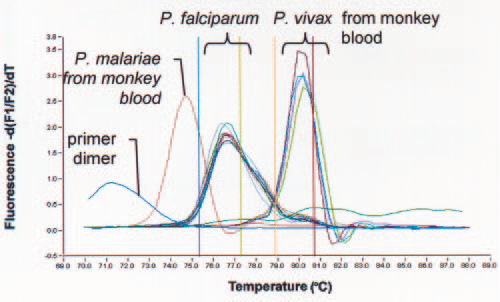 P. falciparum P. vivax from monkey
blood
P. malariae
from monkey
blood
primer
dimer
Fluorescence -d(F1/F2)/dT
3.8
3.5
3.0
2.5
2.0
1.5
1.0
0.5
0.0
-0.5
69.0 70.0 71.0 72.0 73.0 74.0 75.0 76.0 77.0 78.0 79.0 80.0 81.0 82.0 83.0 84.0 85.0 86.0 87.0 88.0 89.0
Temperature (°C)